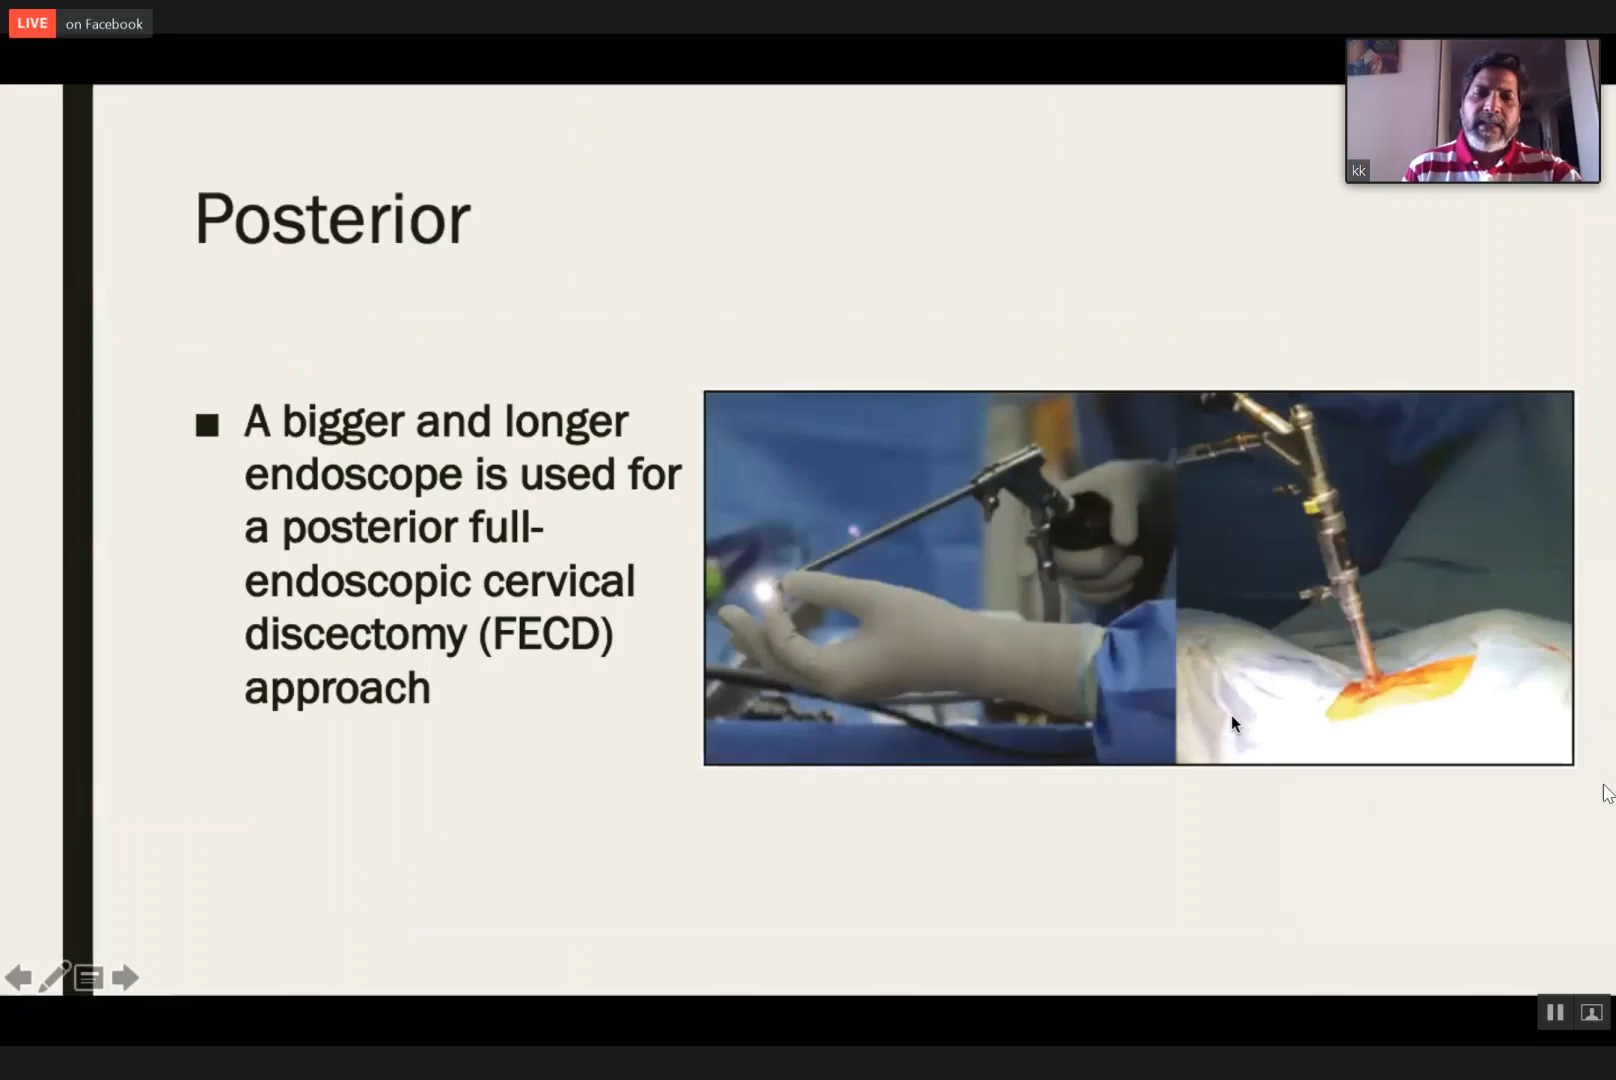 LIVE on Facebook
kk
Posterior
A bigger and longer
endoscope is used for
a posterior full-
endoscopic cervical
discectomy (FECD)
approach